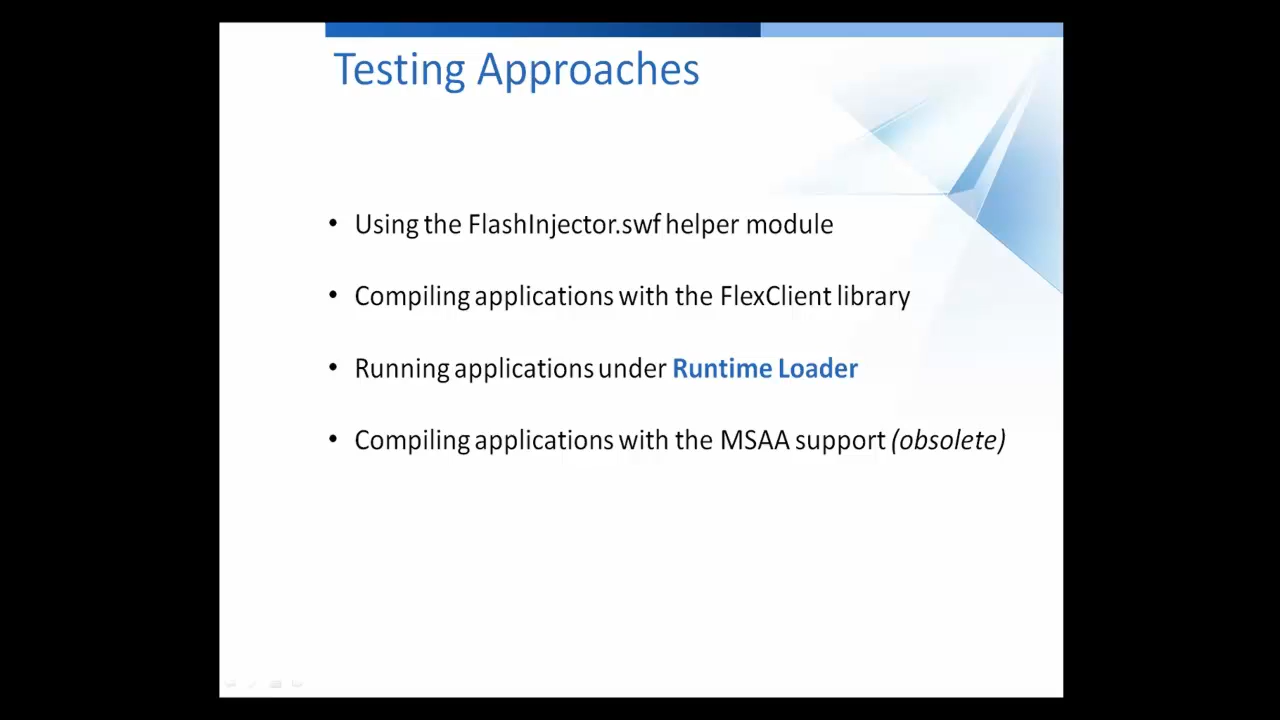 Testing Approaches
• Using the FlashInjector.swf helper module
• Compiling applications with the FlexClient library
• Running applications under Runtime Loader
• Compiling applications with the MSAA support (obsolete)